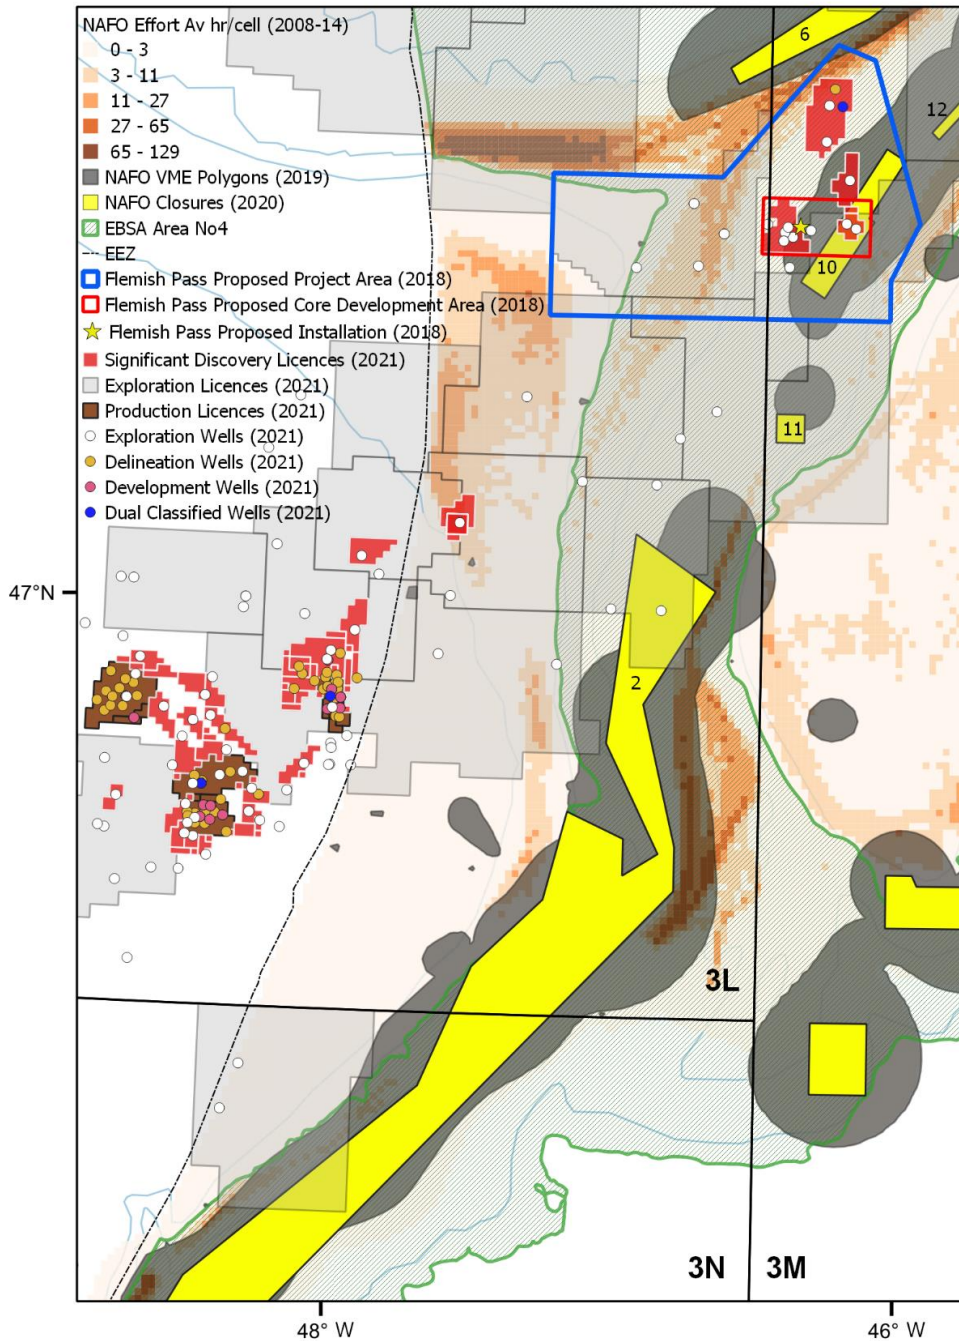 NAFO Effort Av hr/cell (2008-14)
0 - 3
3 - 11
11 - 27
27 - 65
65 - 129
NAFO VME Polygons (2019)
NAFO Closures (2020)
EBSA Area No4
EEZ
Flemish Pass Proposed Project Area (2018)
Flemish Pass Proposed Core Development Area (2018)
Flemish Pass Proposed Installation (2018)
Significant Discovery Licences (2021)
Exploration Licences (2021)
Production Licences (2021)
Exploration Wells (2021)
Delineation Wells (2021)
Development Wells (2021)
Dual Classified Wells (2021)
6
12
10
11
47°N
2
3L
3N
3M
48° W
46° W